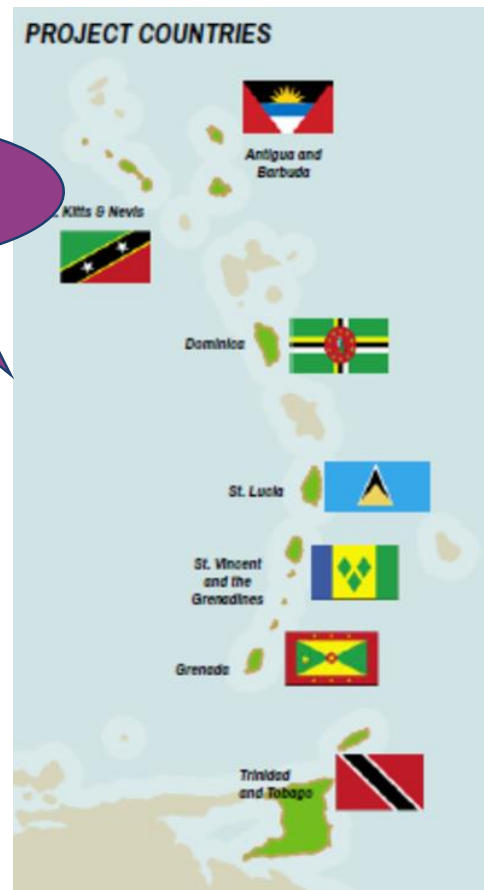 PROJECT COUNTRIES
Antigua and
Barbuda
. Kitts & Nevis
Dominica
St. Lucia
St. Vincent
and the
Grenadines
Grenada
Trinidad
and Tobago